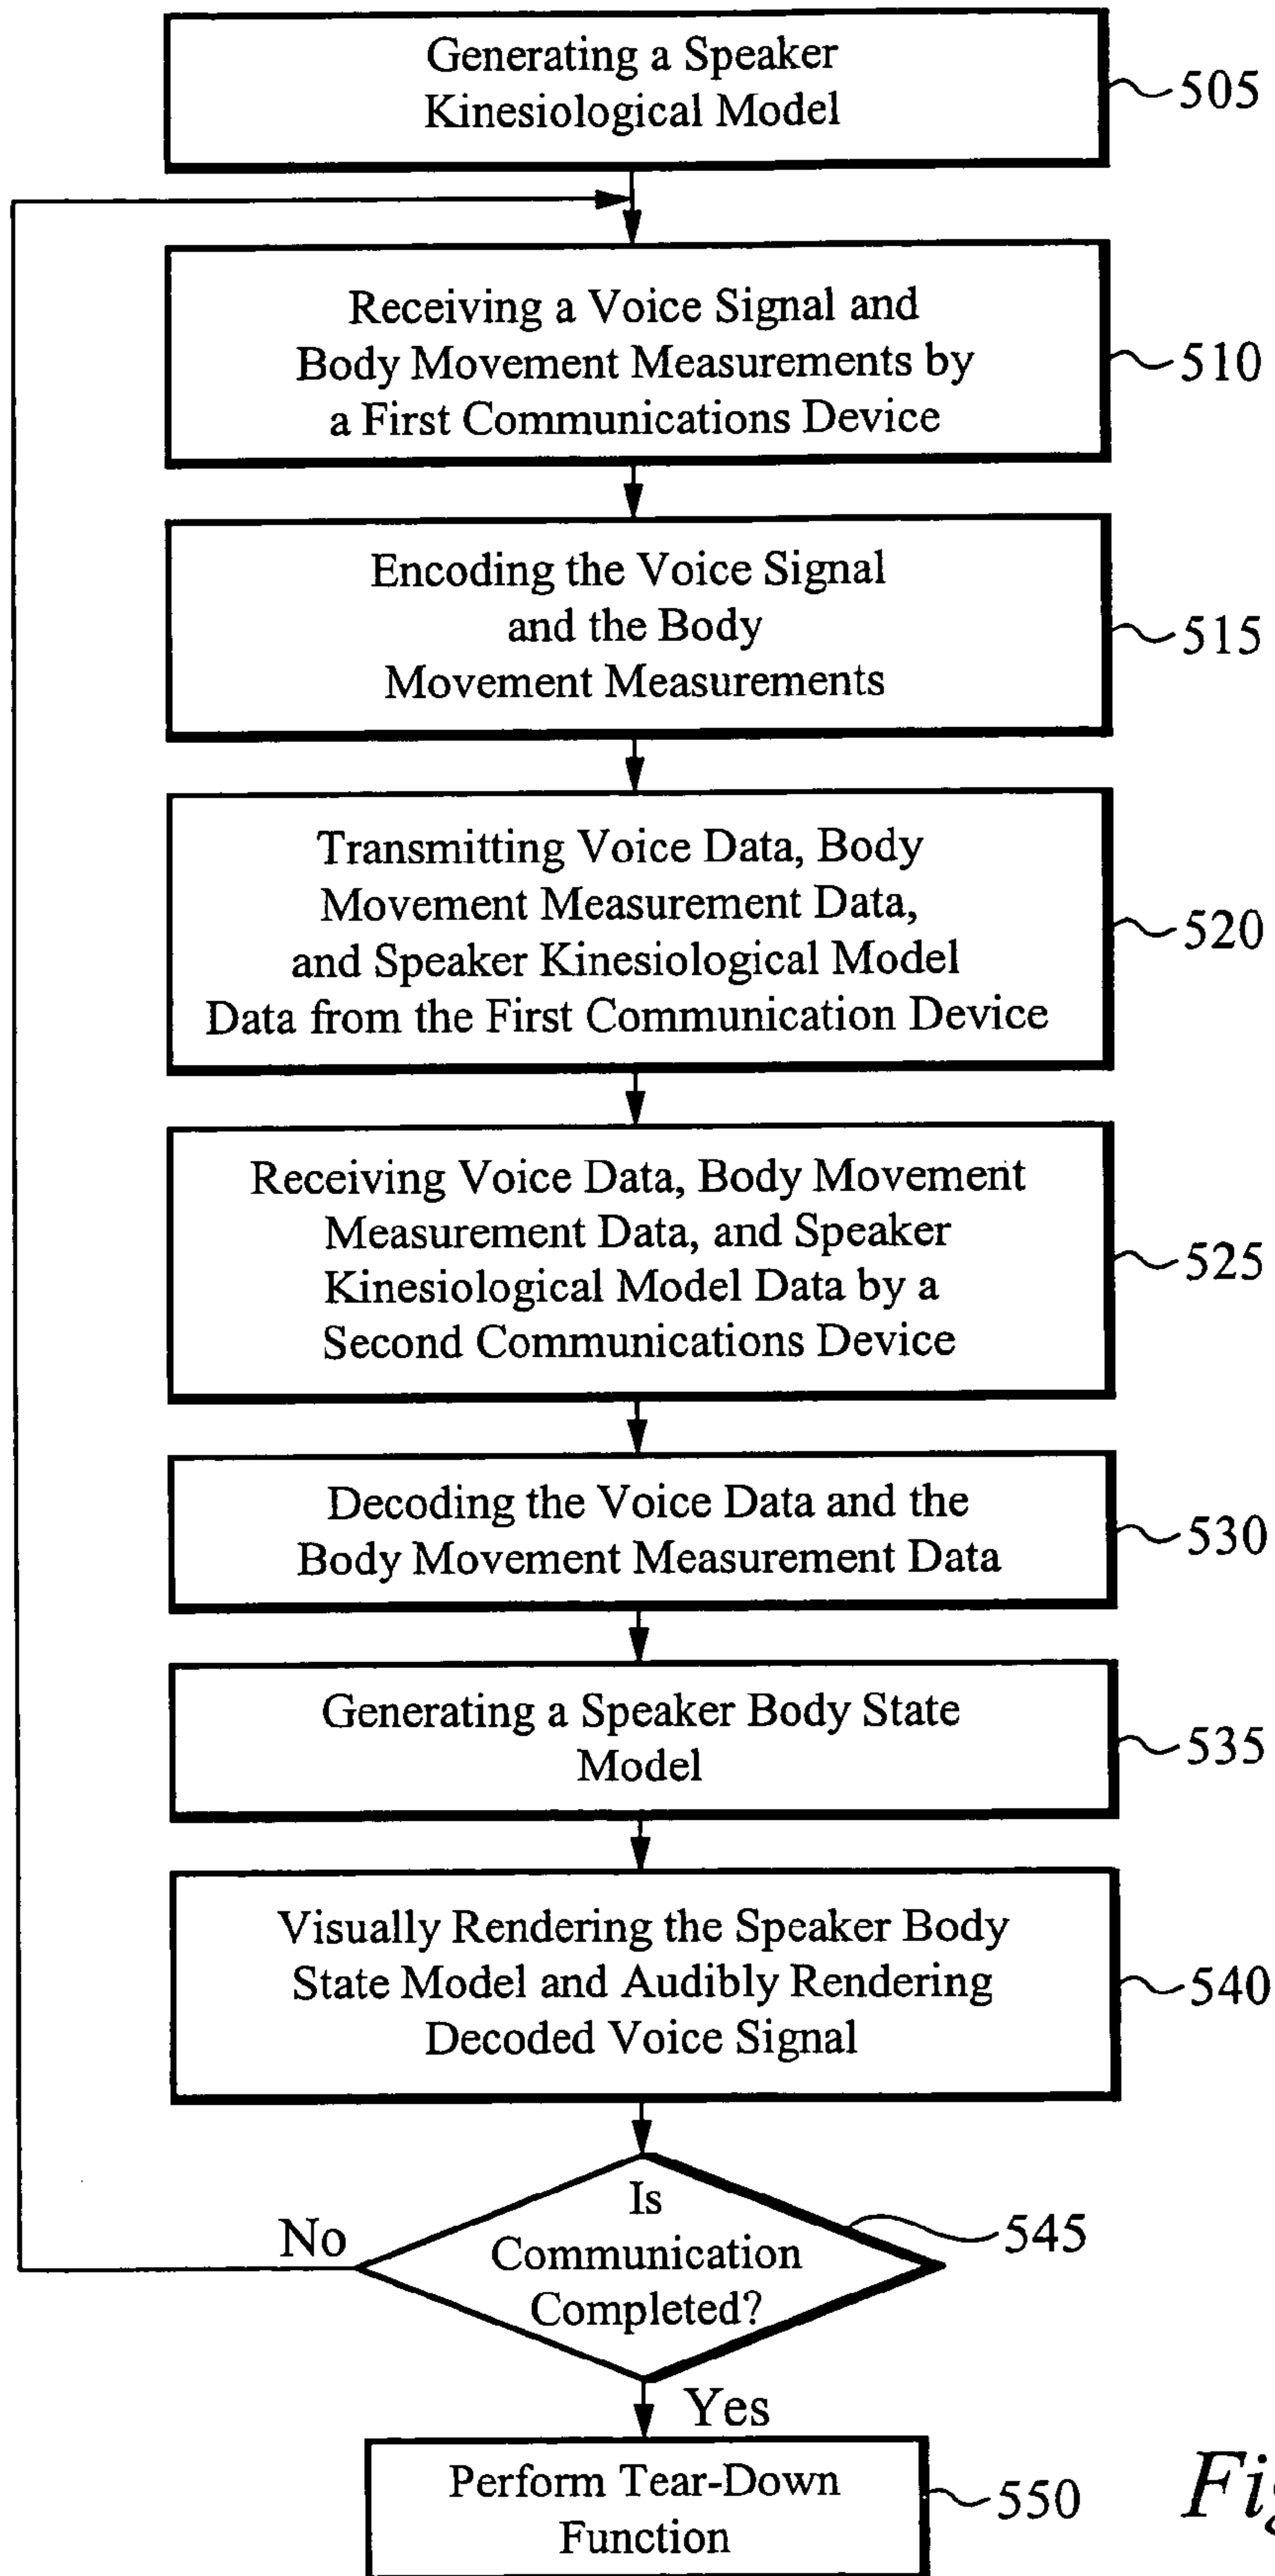 Generating a Speaker
Kinesiological Model
505
Receiving a Voice Signal and
Body Movement Measurements by
a First Communications Device
510
Encoding the Voice Signal
and the Body
Movement Measurements
515
Transmitting Voice Data, Body
Movement Measurement Data,
and Speaker Kinesiological Model
Data from the First Communication Device
520
Receiving Voice Data, Body Movement
Measurement Data, and Speaker
Kinesiological Model Data by a
Second Communications Device
525
Decoding the Voice Data and the
Body Movement Measurement Data
530
Generating a Speaker Body State
Model
535
Visually Rendering the Speaker Body
State Model and Audibly Rendering
Decoded Voice Signal
540
Is
Communication
Completed?
545
No
Yes
Perform Tear-Down
Function
550